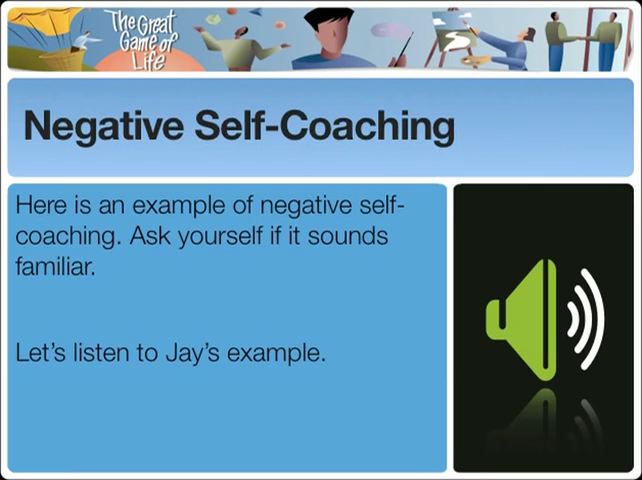 The Great
Game of
Life
Negative Self-Coaching
Here is an example of negative self-
coaching. Ask yourself if it sounds
familiar.
Let’s listen to Jay’s example.